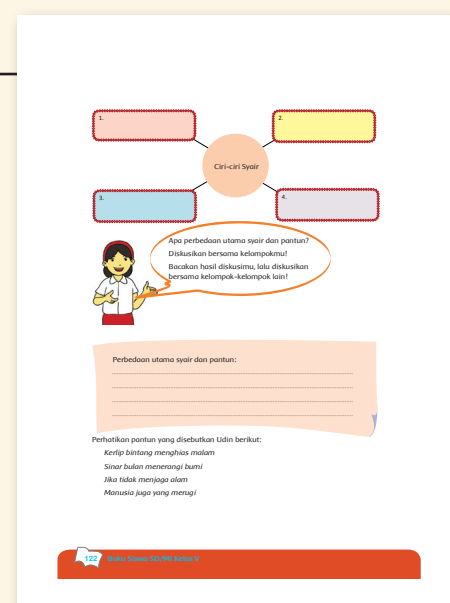 1.
2.
Ciri-ciri Syair
3.
4.
Apa perbedaan utama syair dan pantun?
Diskusikan bersama kelompokmu!
Bacakan hasil diskusimu, lalu diskusikan
bersama kelompok-kelompok lain!
Perbedaan utama syair dan pantun:
Perhatikan pantun yang disebutkan Udin berikut:
Kerlip bintang menghias malam
Sinar bulan menerangi bumi
Jika tidak menjaga alam
Manusia juga yang merugi
122 Buku Siswa SD/MI Kelas V